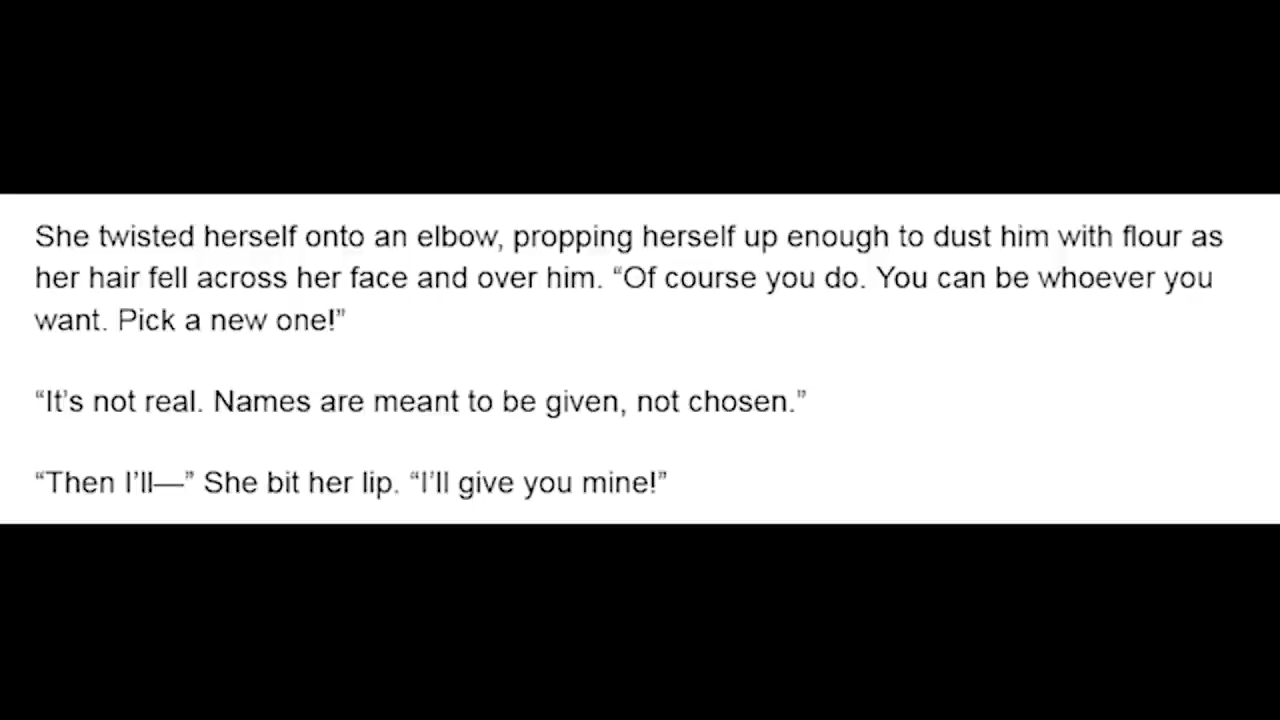 She twisted herself onto an elbow, propping herself up enough to dust him with flour as
her hair fell across her face and over him. “Of course you do. You can be whoever you
want. Pick a new one!”
“It’s not real. Names are meant to be given, not chosen.”
“Then I’ll—” She bit her lip. “I’ll give you mine!”